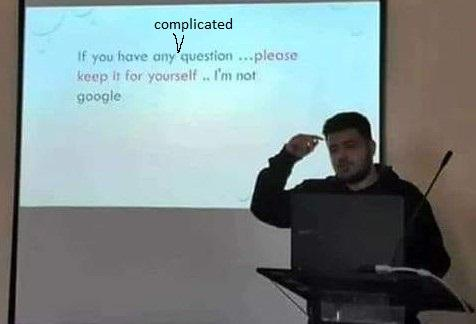 complicated
If you have any question ...please
keep it for yourself .. I'm not
google